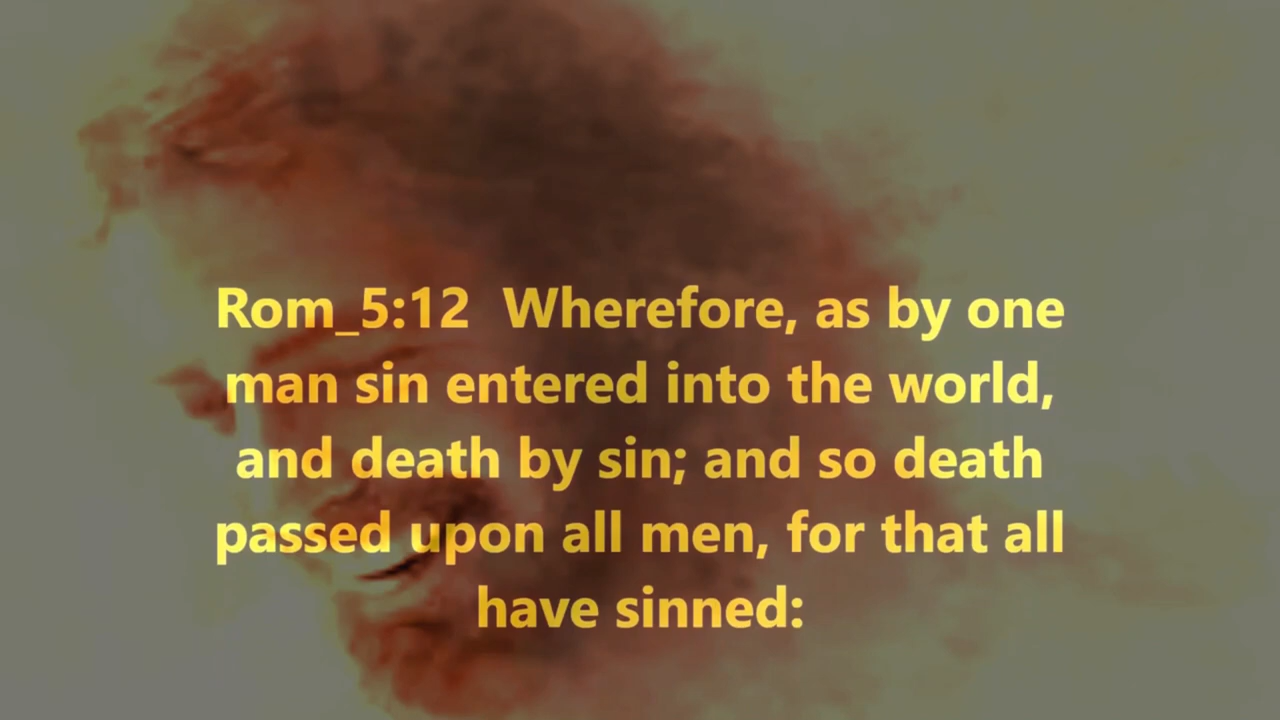 Rom_5:12  Wherefore, as by one
man sin entered into the world,
and death by sin; and so death
passed upon all men, for that all
have sinned: